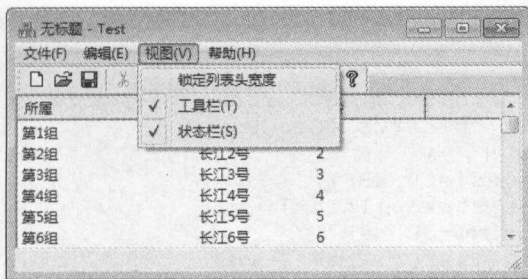 无标题 - Test
文件(F) 编辑(E) 视图(V) 帮助(H)
锁定列表头宽度
工具栏(T)
状态栏(S)
所属
第1组
第2组 长江2号 2
第3组 长江3号 3
第4组 长江4号 4
第5组 长江5号 5
第6组 长江6号 6